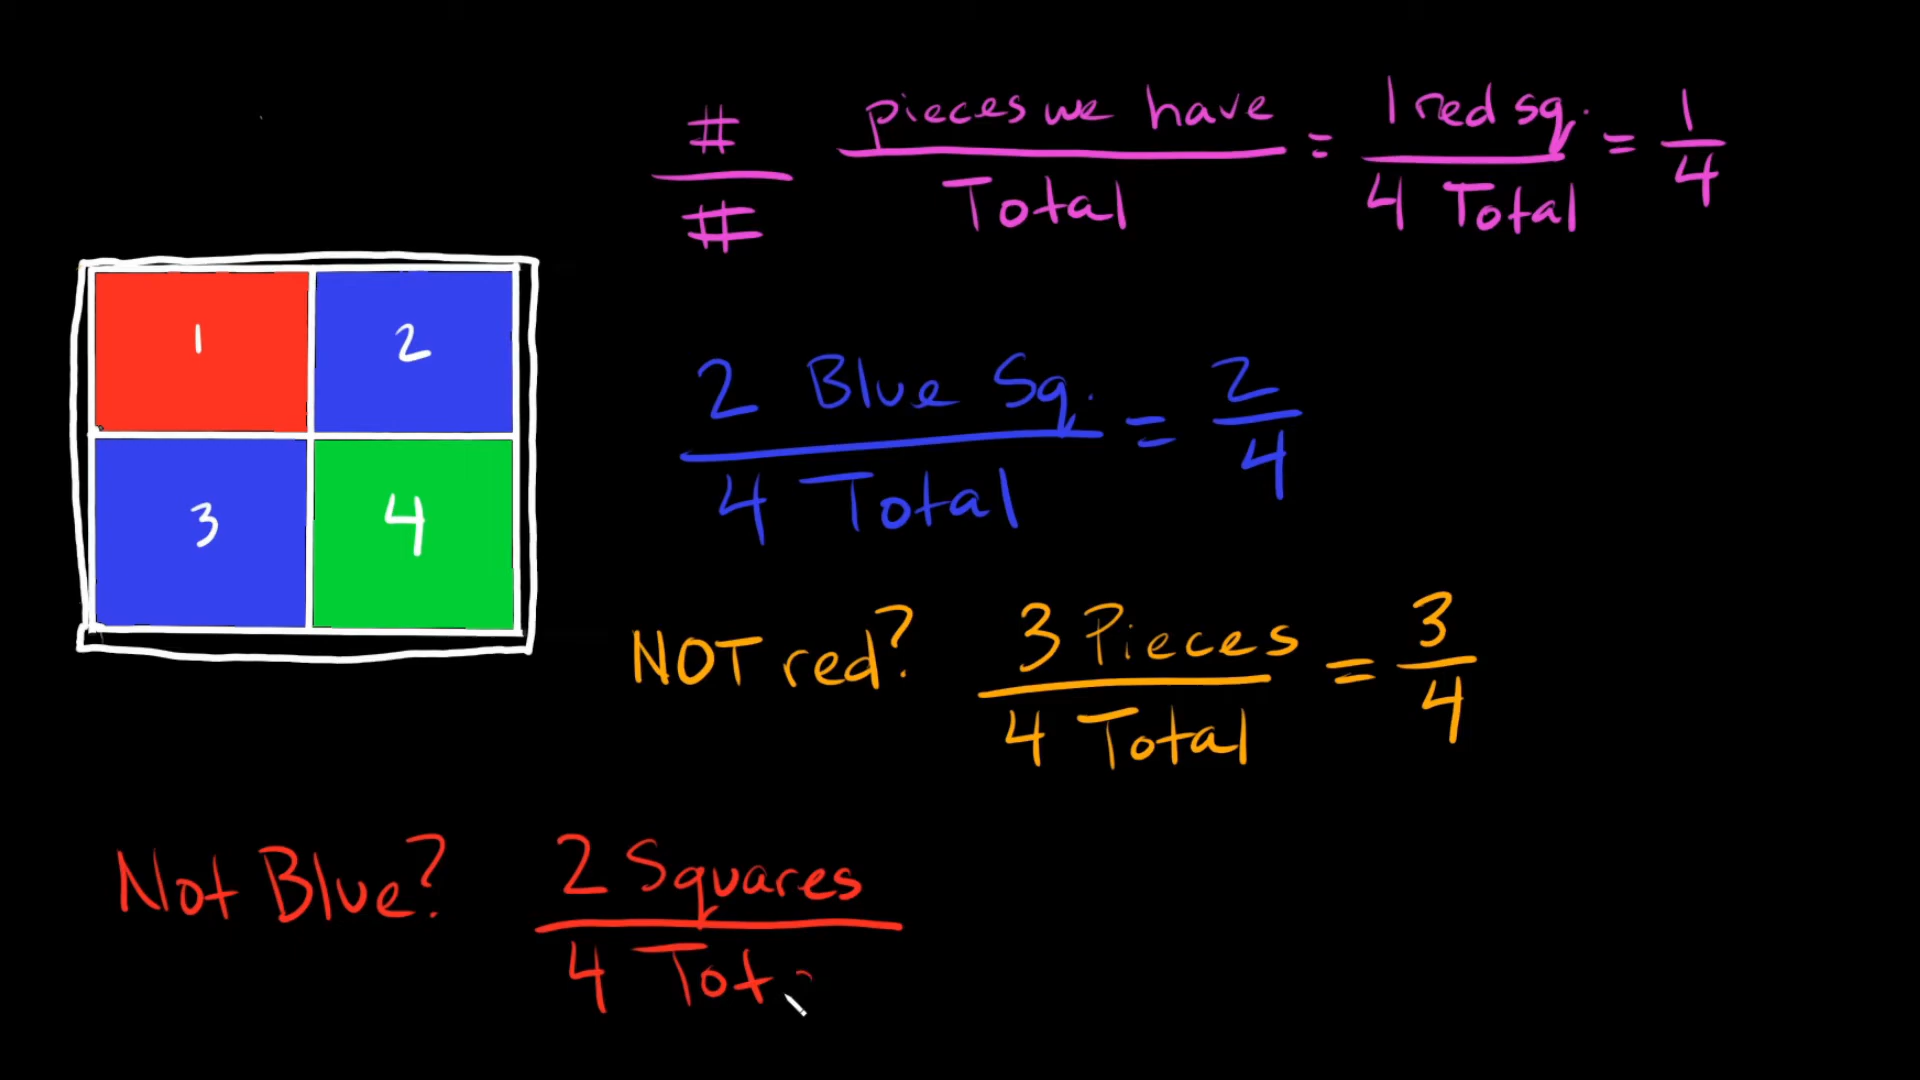 # pieces we have = 1 red sq. = 1
# Total 4 Total 4
1 2
2 Blue Sq. = 2
4 Total 4
3 4
NOT red? 3 Pieces = 3
4 Total 4
Not Blue? 2 Squares
4 Tot